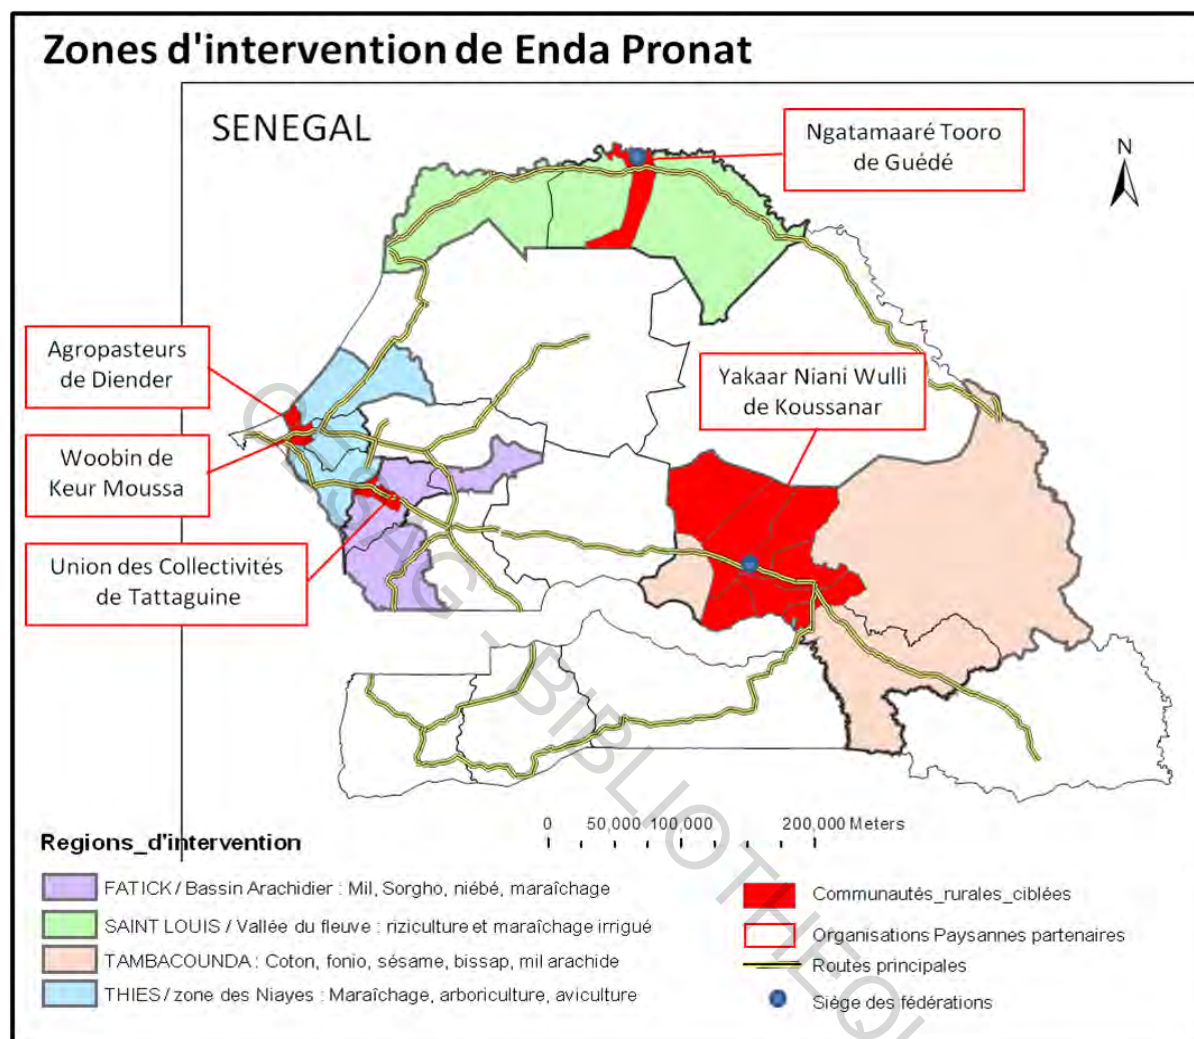 Zones d'intervention de Enda Pronat
SENEGAL
Ngatamaaré Tooro
de Guédé
N
Agropasteurs
de Diender
Yakaar Niani Wulli
de Koussanar
Woobin de
Keur Moussa
Union des Collectivités
de Tattaguine
Regions_d'intervention
0 50,000 100,000 200,000 Meters
FATICK / Bassin Arachidier : Mil, Sorgho, niébé, maraîchage
SAINT LOUIS / Vallée du fleuve : riziculture et maraîchage irrigué
TAMBACOUNDA : Coton, fonio, sésame, bissap, mil arachide
THIES / zone des Niayes : Maraîchage, arboriculture, aviculture
Communautés_rurales_ciblées
Organisations Paysannes partenaires
Routes principales
Siège des fédérations